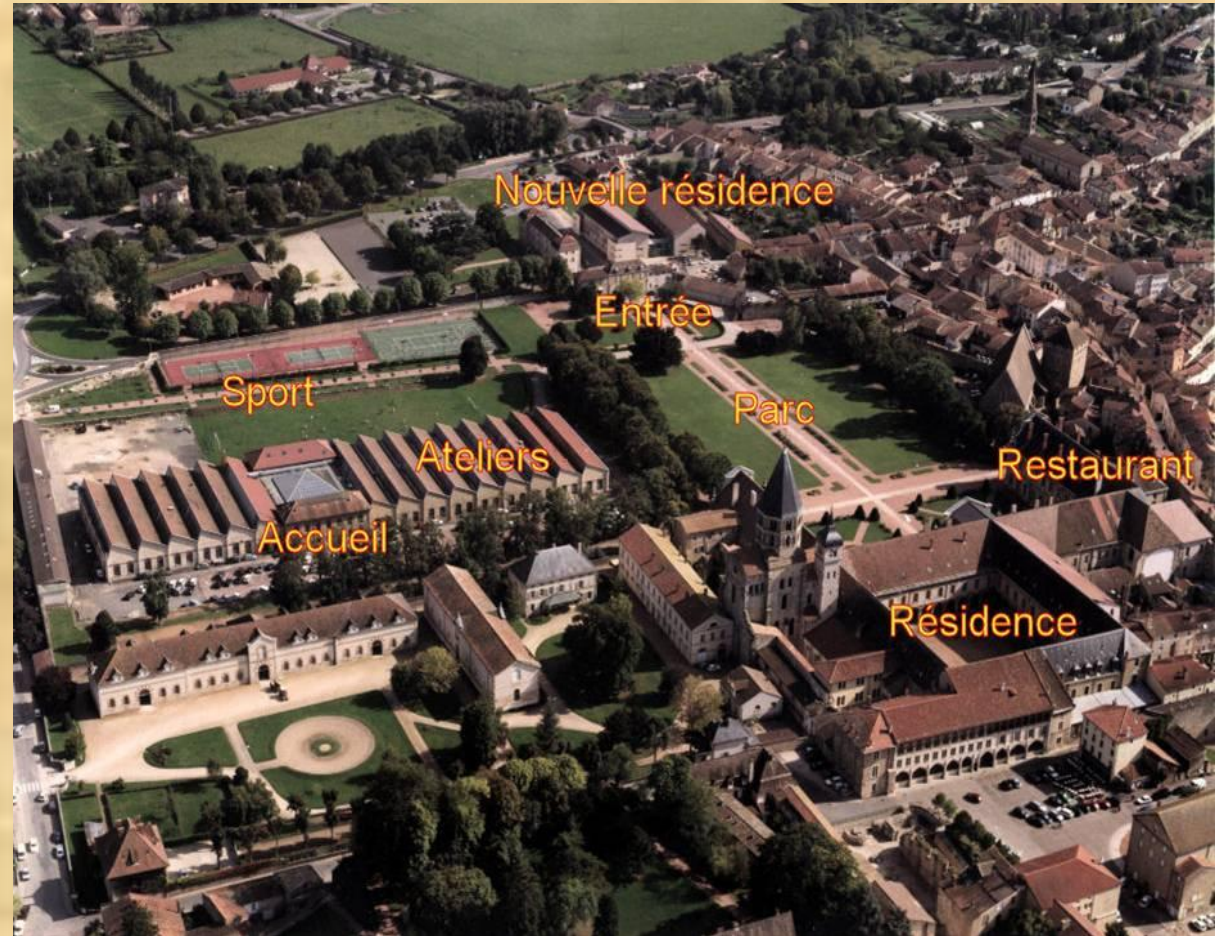 Nouvelle résidence
Entrée
Sport
Parc
Ateliers
Restaurant
Accueil
Résidence